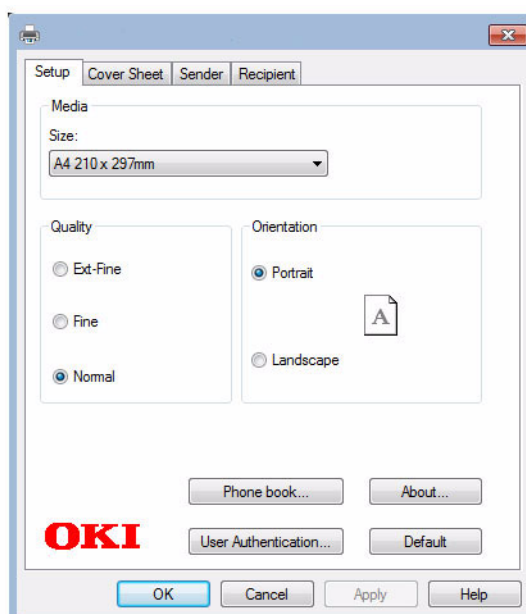 Setup Cover Sheet Sender Recipient
Media
Size:
A4 210 x 297mm
Quality
Ext-Fine
Fine
Normal
Orientation
Portrait
A
Landscape
Phone book...
About...
OKI
User Authentication...
Default
OK Cancel Apply Help